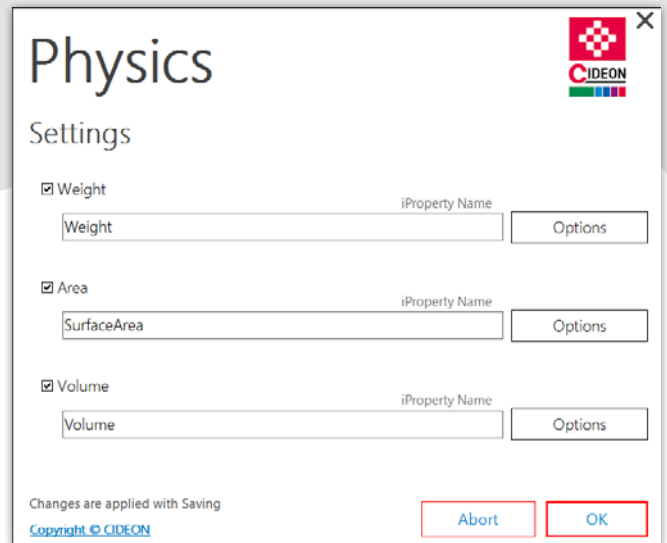 Physics
CIDEON
Settings
Weight
iProperty Name
Weight
Options
Area
iProperty Name
SurfaceArea
Options
Volume
iProperty Name
Volume
Options
Changes are applied with Saving
Copyright © CIDEON
Abort
OK